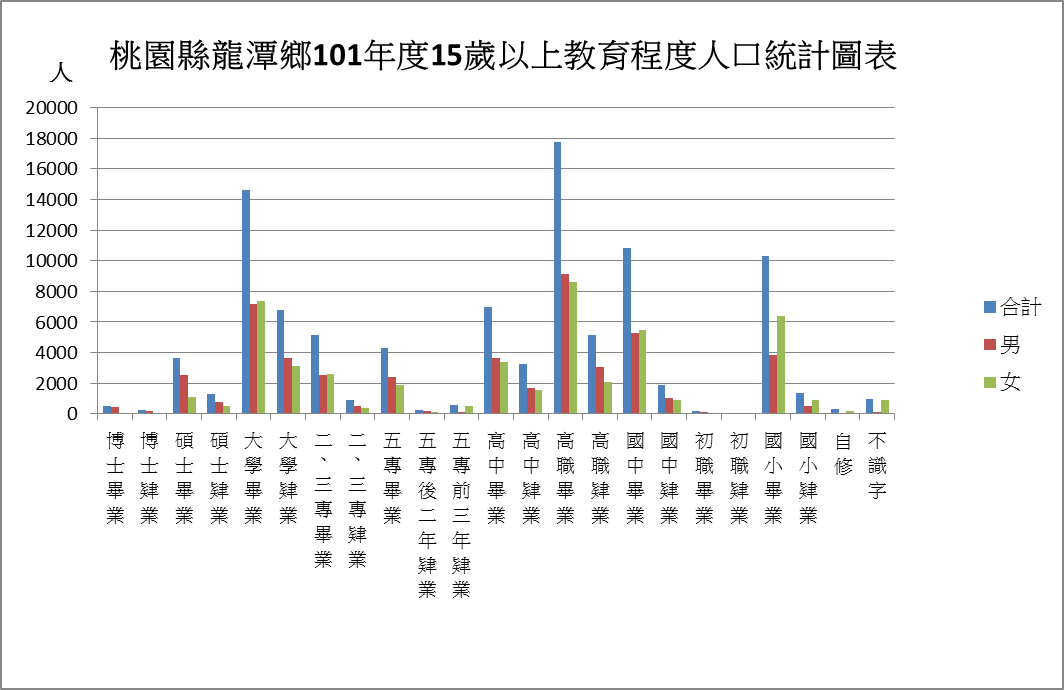 桃園縣龍潭鄉101年度15歲以上教育程度人口統計圖表
人
20000
18000
16000
14000
12000
10000
8000
6000
4000
2000
0
博士畢業
博士肄業
碩士畢業
碩士肄業
大學畢業
大學肄業
二、三專畢業
二、三專肄業
五專畢業
五專後二年肄業
五專前三年肄業
高中畢業
高中肄業
高職畢業
高職肄業
國中畢業
國中肄業
初職畢業
初職肄業
國小畢業
國小肄業
自修
不識字
合計
男
女